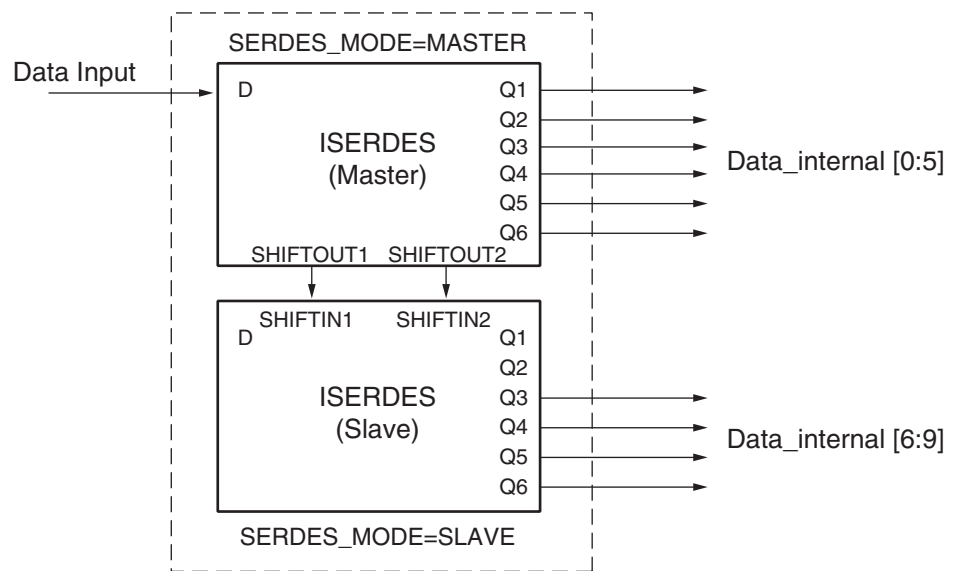 SERDES_MODE=MASTER
Data Input
D
Q1
Q2
ISERDES
(Master)
Q3
Q4
Q5
Q6
Data_internal [0:5]
SHIFTOUT1 SHIFTOUT2
SHIFTIN1 SHIFTIN2
D
Q1
Q2
ISERDES
(Slave)
Q3
Q4
Q5
Q6
Data_internal [6:9]
SERDES_MODE=SLAVE